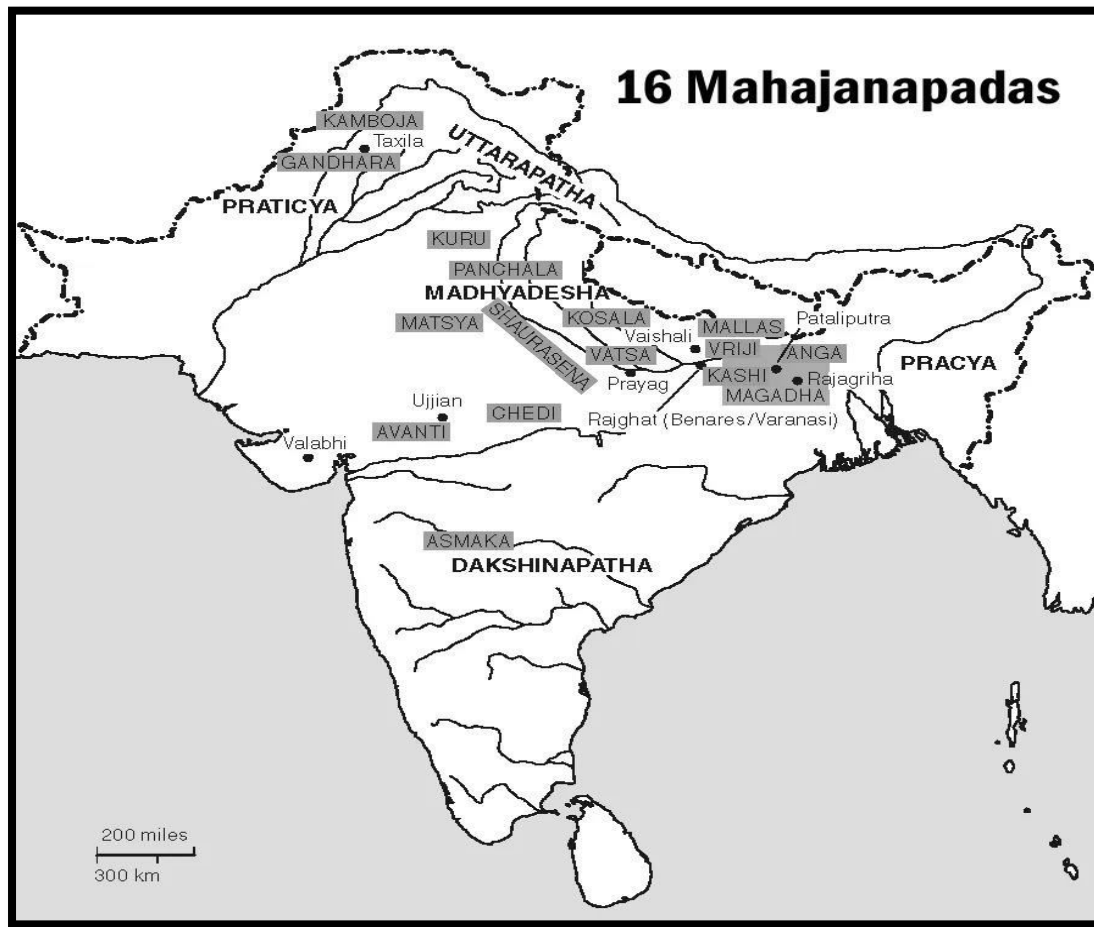 16 Mahajanapadas
KAMBOJA
Taxila
GANDHARA
UTTARAPATHA
PRATICYA
KURU
PANCHALA
MADHYADESHA
MATSYA
SHAURASENA
KOSALA
Vaishali
MALLAS
Pataliputra
VATSA
VRIJI
ANGA
PRACYA
Prayag
KASHI
Rajagriha
MAGADHA
Ujjian
CHEDI
Rajghat (Benares/Varanasi)
AVANTI
Valabhi
ASMAKA
DAKSHINAPATHA
200 miles
300 km